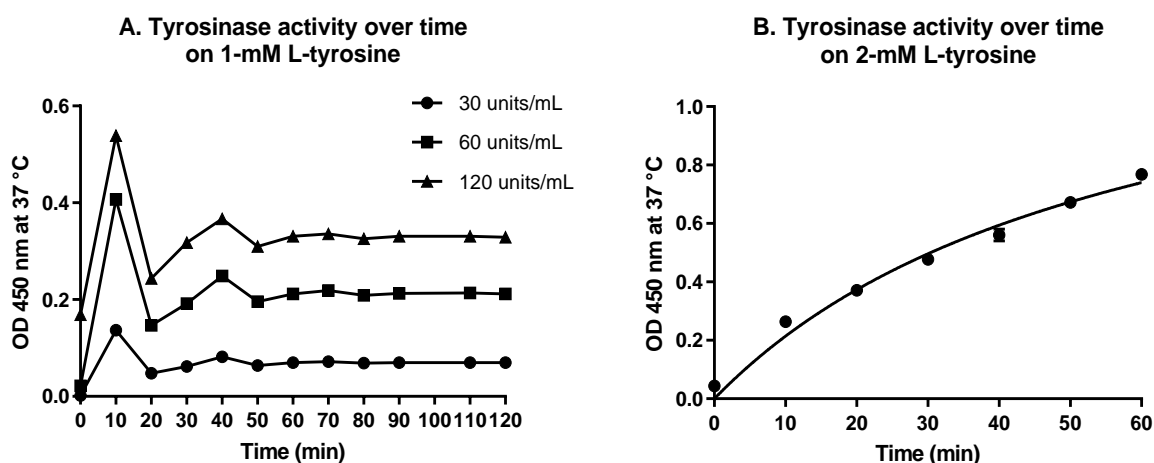 A. Tyrosinase activity over time
on 1-mM L-tyrosine
OD 450 nm at 37 °C
0.6
0.4
0.2
0.0
30 units/mL
60 units/mL
120 units/mL
0 10 20 30 40 50 60 70 80 90 100 110 120
Time (min)
B. Tyrosinase activity over time
on 2-mM L-tyrosine
OD 450 nm at 37 °C
1.0
0.8
0.6
0.4
0.2
0.0
0 10 20 30 40 50 60
Time (min)